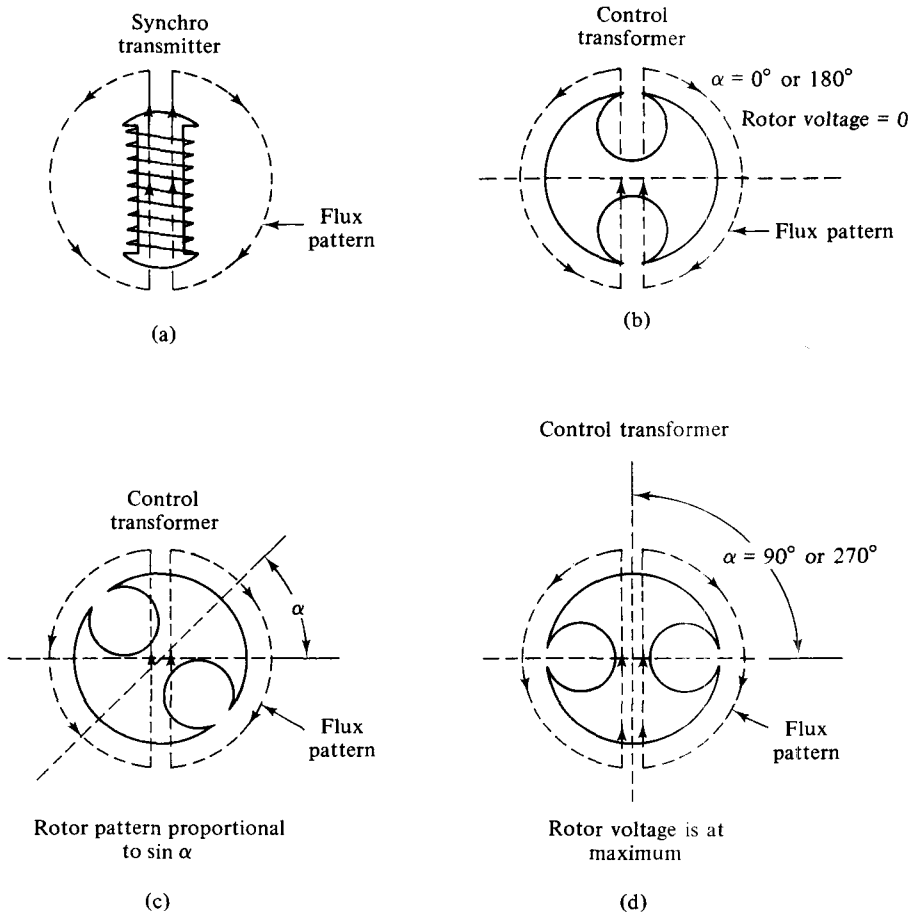 Synchro
transmitter
Flux
pattern
(a)
Control
transformer
α = 0° or 180°
Rotor voltage = 0
Flux pattern
(b)
Control
transformer
α
Flux
pattern
Rotor pattern proportional
to sin α
(c)
Control transformer
α = 90° or 270°
Flux
pattern
Rotor voltage is at
maximum
(d)